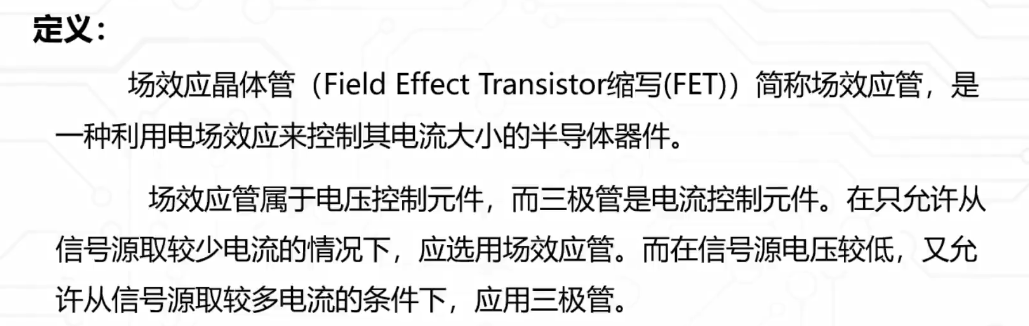 定义：
场效应晶体管（Field Effect Transistor缩写(FET)）简称场效应管，是
一种利用电场效应来控制其电流大小的半导体器件。
场效应管属于电压控制元件，而三极管是电流控制元件。在只允许从
信号源取较少电流的情况下，应选用场效应管。而在信号源电压较低，又允
许从信号源取较多电流的条件下，应用三极管。